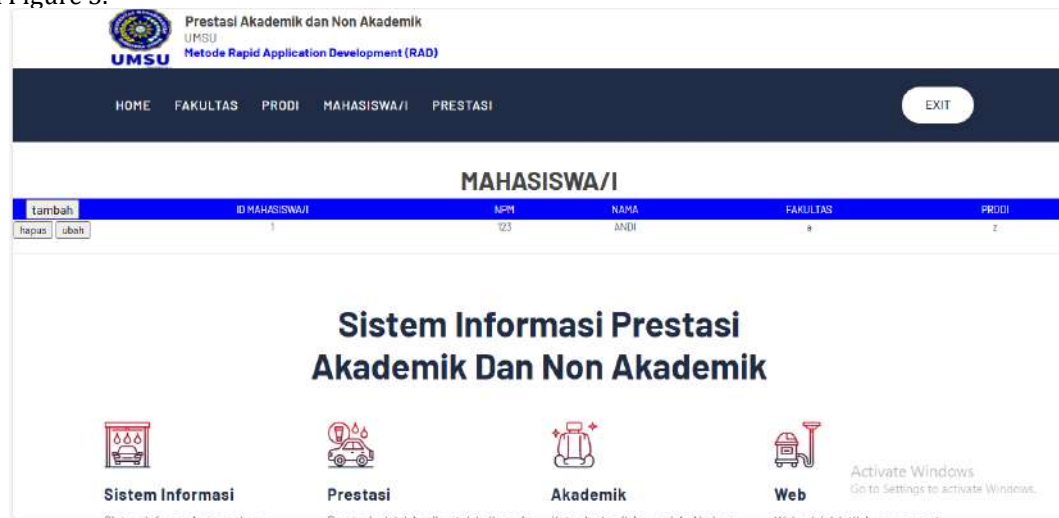 Figure 5.
Prestasi Akademik dan Non Akademik
UMSU
Metode Rapid Application Development (RAD)
UMSU
HOME FAKULTAS PRODI MAHASISWA/I PRESTASI EXIT
MAHASISWA/I
tambah ID MAHASISWA/I NPM NAMA FAKULTAS PRODI
hapus ubah 1 123 ANDI a z
Sistem Informasi Prestasi
Akademik Dan Non Akademik
Sistem Informasi Prestasi Akademik Web
Activate Windows
Go to Settings to activate Windows.